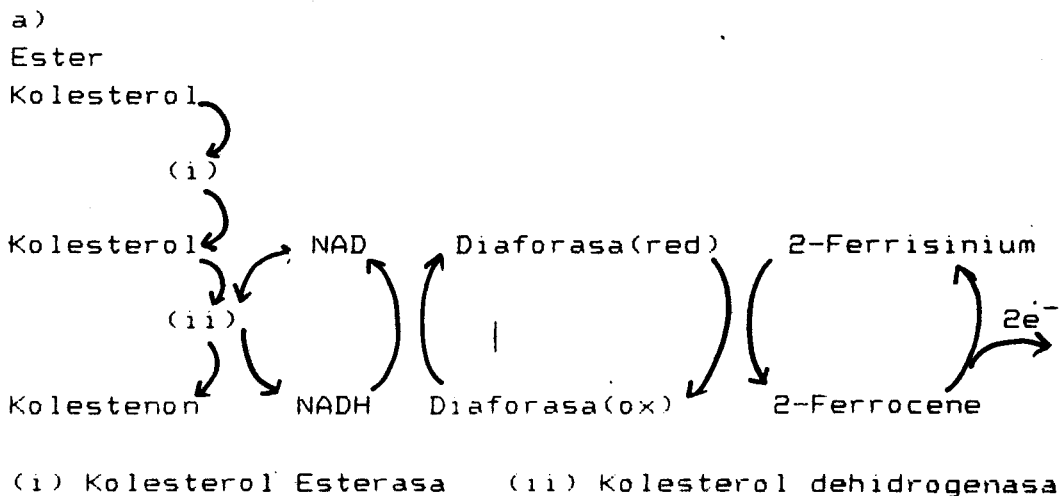 a)
Ester
Kolesterol
(i)
Kolesterol NAD Diaforasa(red) 2-Ferrisinium
(ii) 2e⁻
Kolestenon NADH Diaforasa(ox) 2-Ferrocene
(i) Kolesterol Esterasa (ii) Kolesterol dehidrogenasa